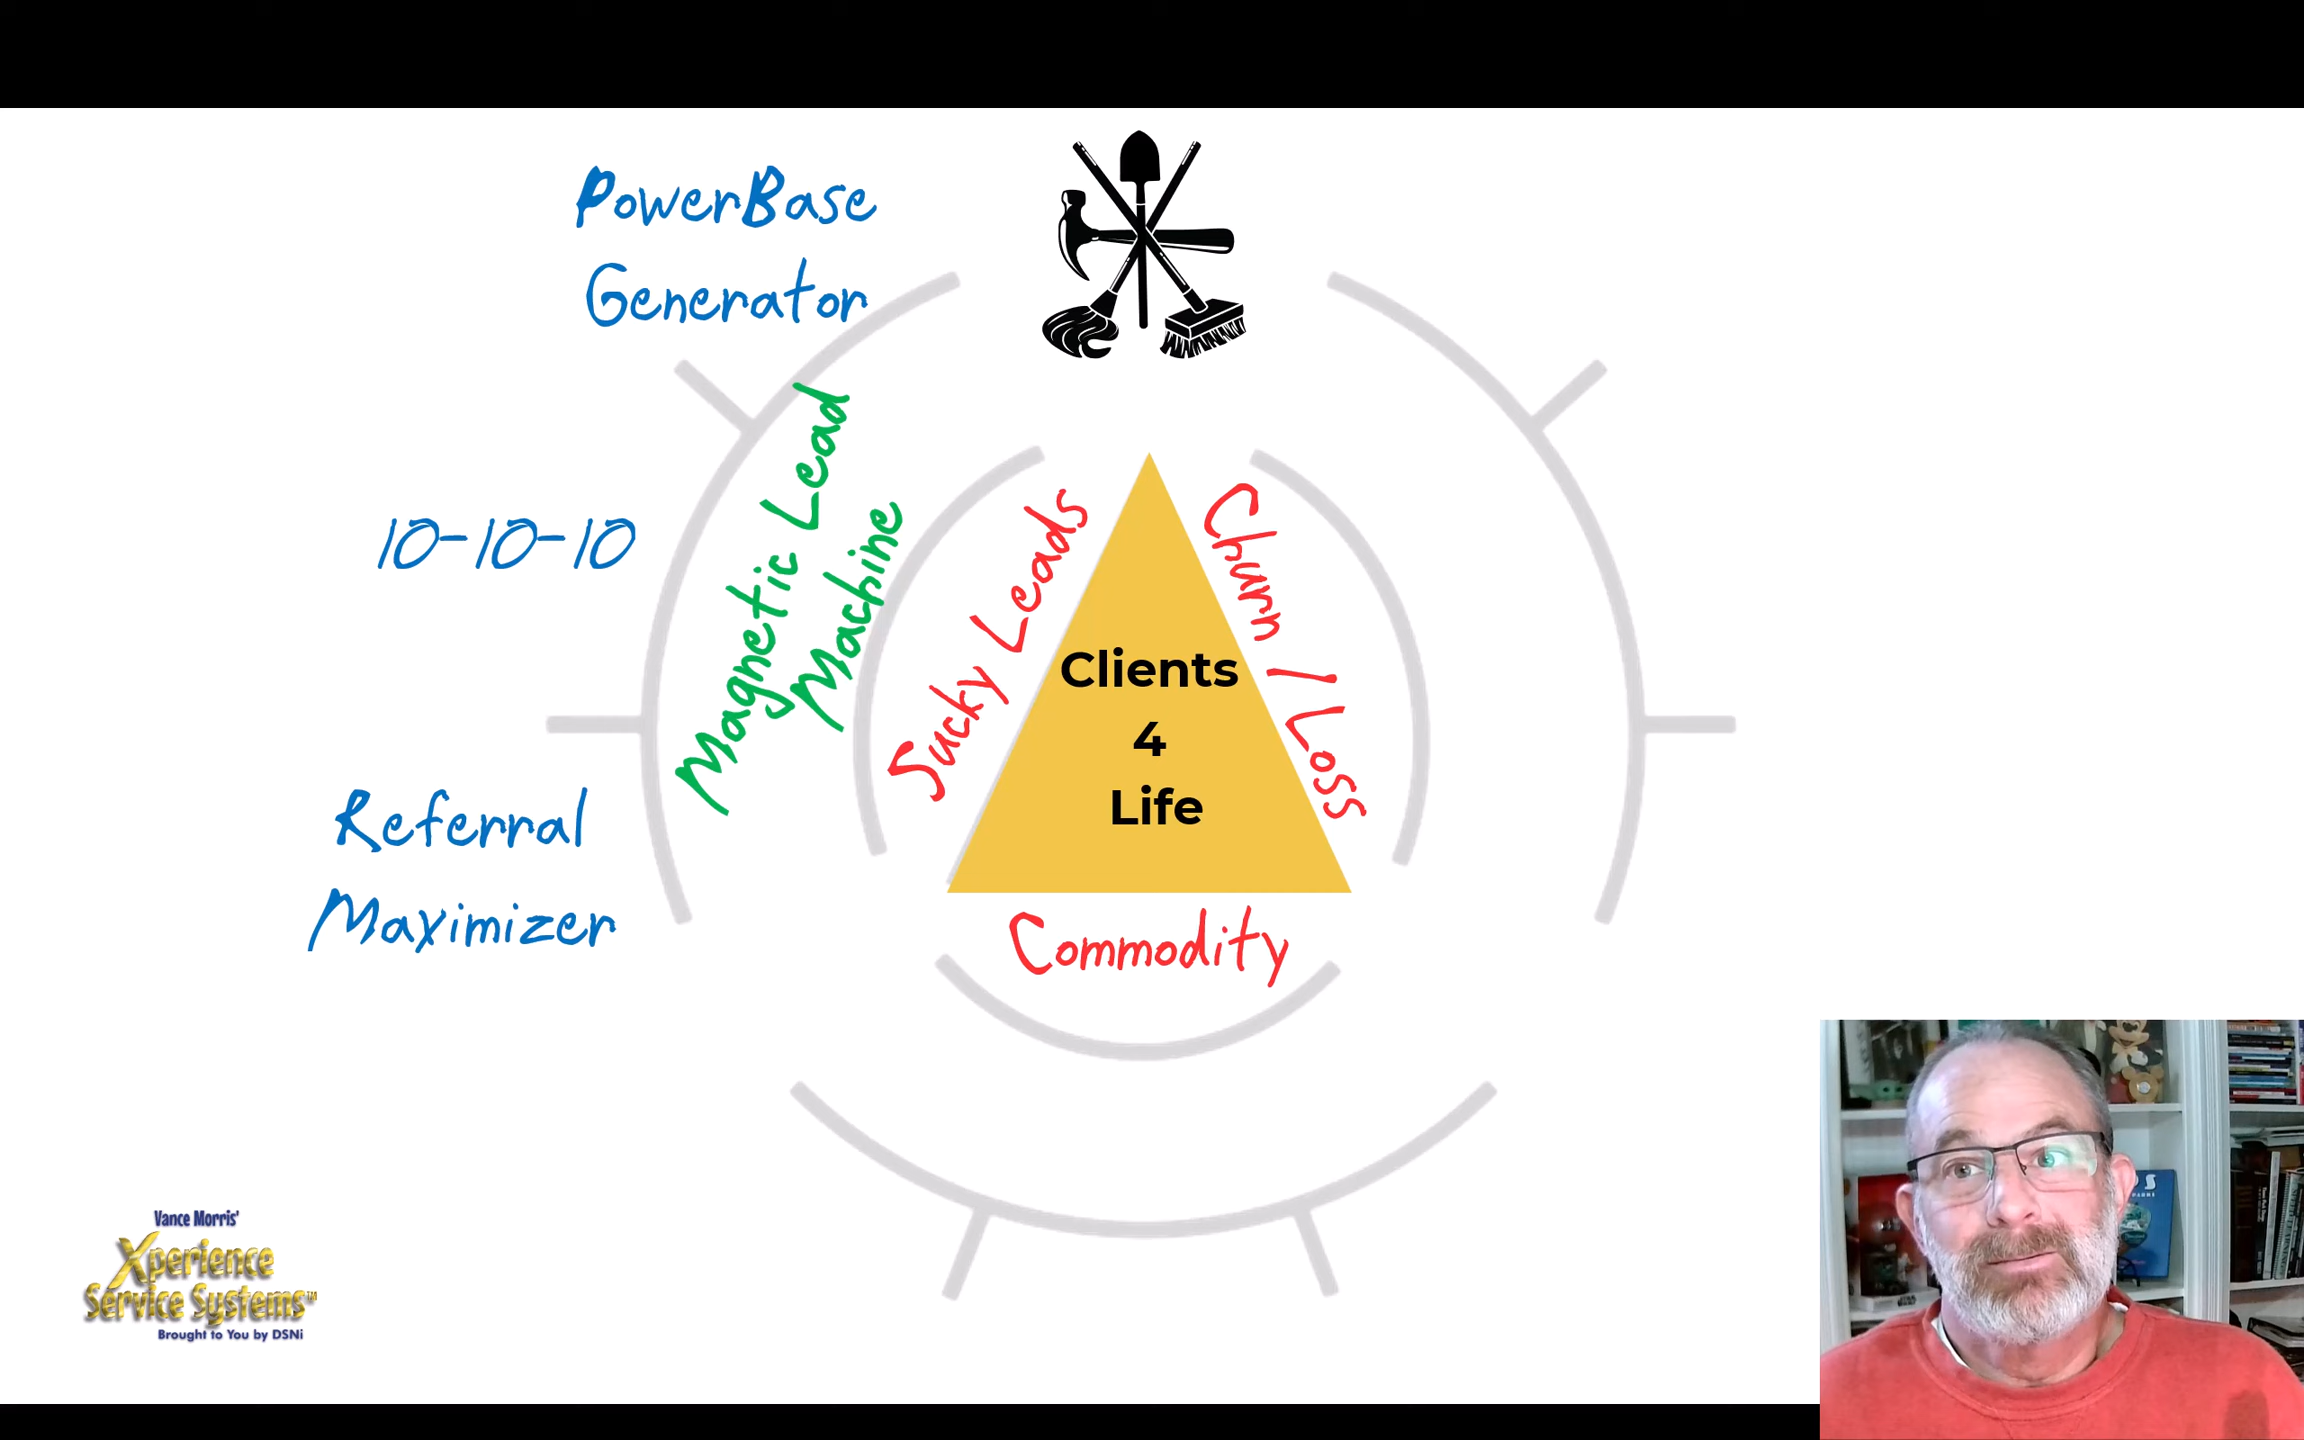 PowerBase
Generator
10-10-10
Referral
Maximizer
Magnetic Lead
Machine
Sucky Leads
Churn / Loss
Commodity
Clients
4
Life
Vance Morris'
Xperience
Service Systems™
Brought to You by DSNi